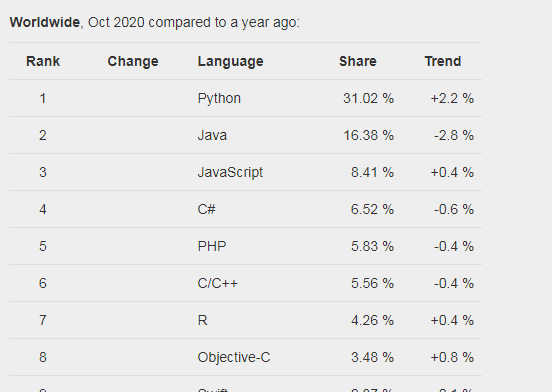 Worldwide, Oct 2020 compared to a year ago:
Rank Change Language Share Trend
1 Python 31.02 % +2.2 %
2 Java 16.38 % -2.8 %
3 JavaScript 8.41 % +0.4 %
4 C# 6.52 % -0.6 %
5 PHP 5.83 % -0.4 %
6 C/C++ 5.56 % -0.4 %
7 R 4.26 % +0.4 %
8 Objective-C 3.48 % +0.8 %